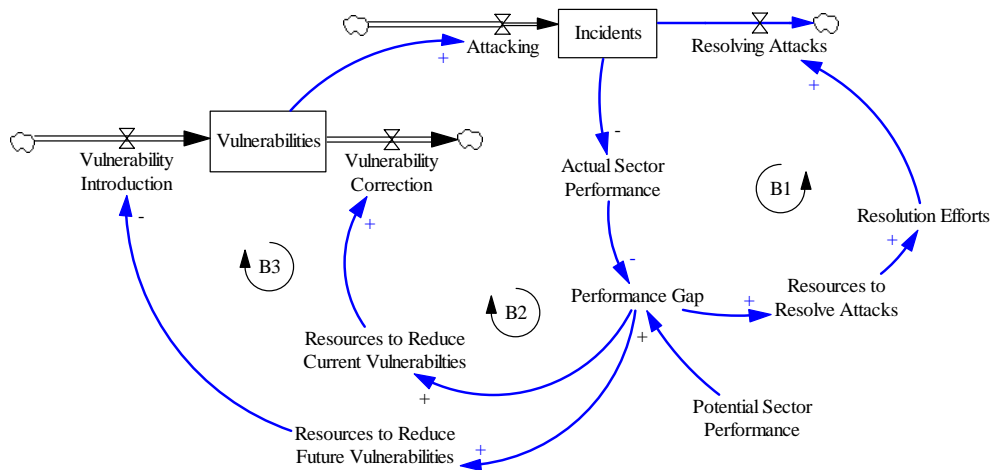 Attacking
Incidents
Resolving Attacks
+
+
Vulnerabilities
Vulnerability
Introduction
Vulnerability
Correction
-
Actual Sector
Performance
B1
-
+
Resolution Efforts
+
B3
-
Performance Gap
+
Resources to
Resolve Attacks
B2
+
Resources to Reduce
Current Vulnerabilties
+
Potential Sector
Performance
Resources to Reduce
Future Vulnerabilities
+